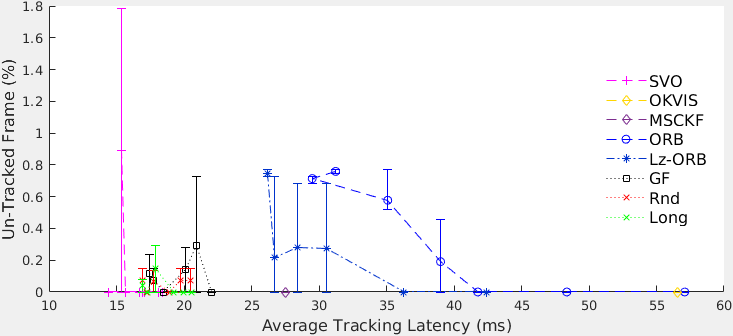 Un-Tracked Frame (%)
1.8
1.6
1.4
1.2
1
0.8
0.6
0.4
0.2
0
10 15 20 25 30 35 40 45 50 55 60
Average Tracking Latency (ms)
SVO
OKVIS
MSCKF
ORB
Lz-ORB
GF
Rnd
Long